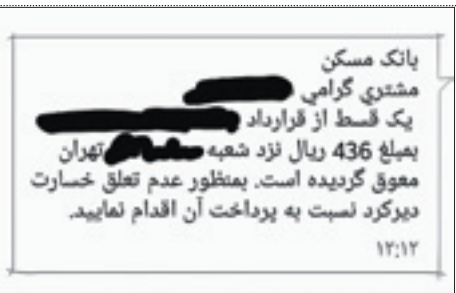 بانک مسکن
مشتري گرامي
یک قسط از قرارداد
بمبلغ 436 ریال نزد شعبه تهران
معوق گردیده است. بمنظور عدم تعلق خسارت
دیرکرد نسبت به پرداخت آن اقدام نمایید.
۱۲:۱۲